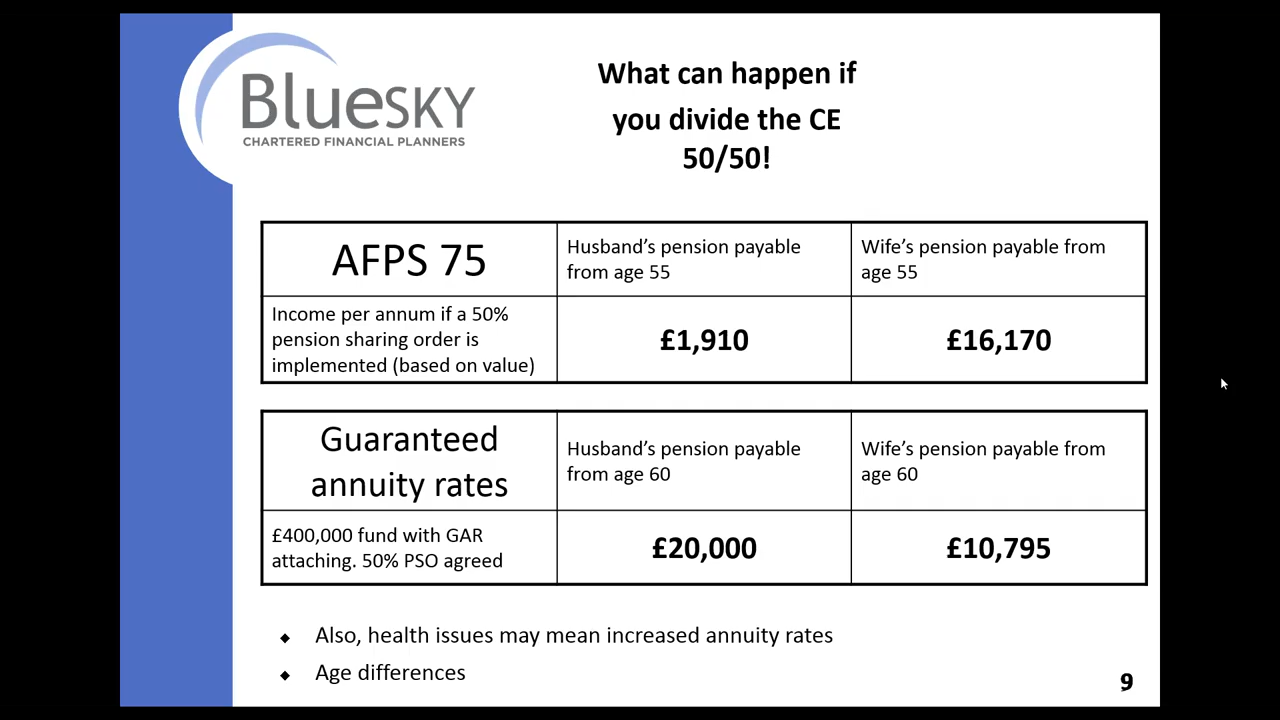 BlueSKY
CHARTERED FINANCIAL PLANNERS
What can happen if
you divide the CE
50/50!
AFPS 75
Husband’s pension payable
from age 55
Wife’s pension payable from
age 55
Income per annum if a 50%
pension sharing order is
implemented (based on value)
£1,910
£16,170
Guaranteed
annuity rates
Husband’s pension payable
from age 60
Wife’s pension payable from
age 60
£400,000 fund with GAR
attaching. 50% PSO agreed
£20,000
£10,795
◆ Also, health issues may mean increased annuity rates
◆ Age differences
9